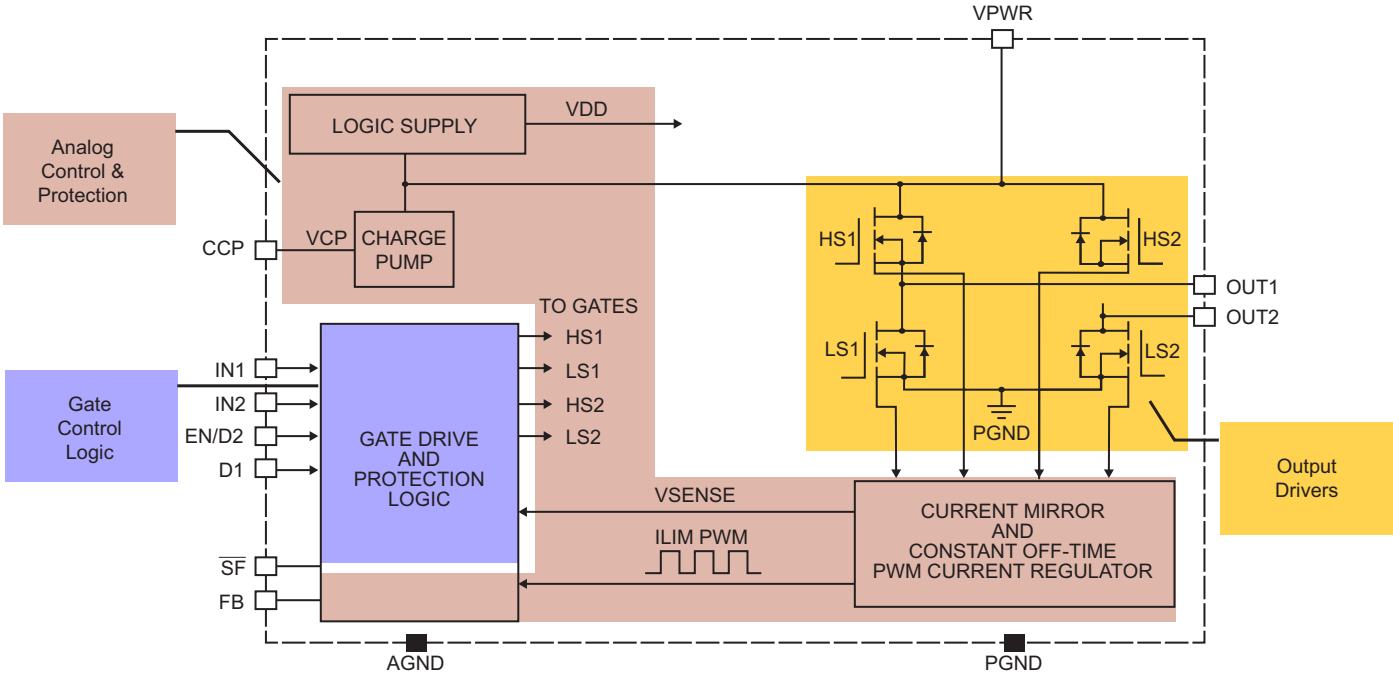 VPWR
LOGIC SUPPLY
VDD
Analog
Control &
Protection
CCP
VCP
CHARGE
PUMP
HS1
HS2
OUT1
OUT2
TO GATES
HS1
LS1
HS2
LS2
LS1
LS2
PGND
IN1
IN2
EN/D2
D1
SF
FB
Gate
Control
Logic
GATE DRIVE
AND
PROTECTION
LOGIC
VSENSE
ILIM PWM
CURRENT MIRROR
AND
CONSTANT OFF-TIME
PWM CURRENT REGULATOR
Output
Drivers
AGND
PGND